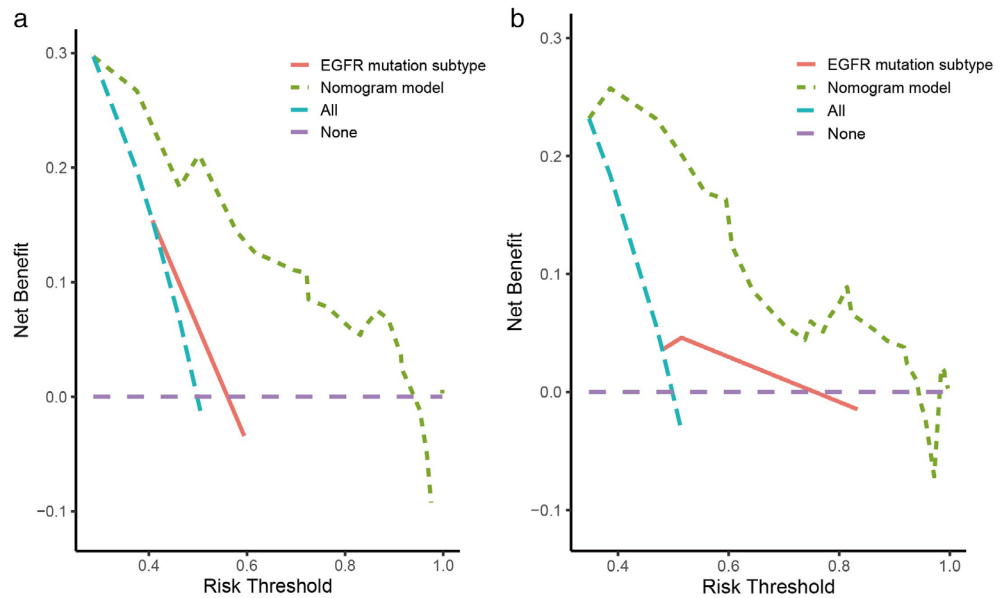 a
0.3
0.2
0.1
0.0
−0.1
Net Benefit
EGFR mutation subtype
Nomogram model
All
None
0.4
0.6
0.8
1.0
Risk Threshold
b
0.3
0.2
0.1
0.0
−0.1
Net Benefit
EGFR mutation subtype
Nomogram model
All
None
0.4
0.6
0.8
1.0
Risk Threshold